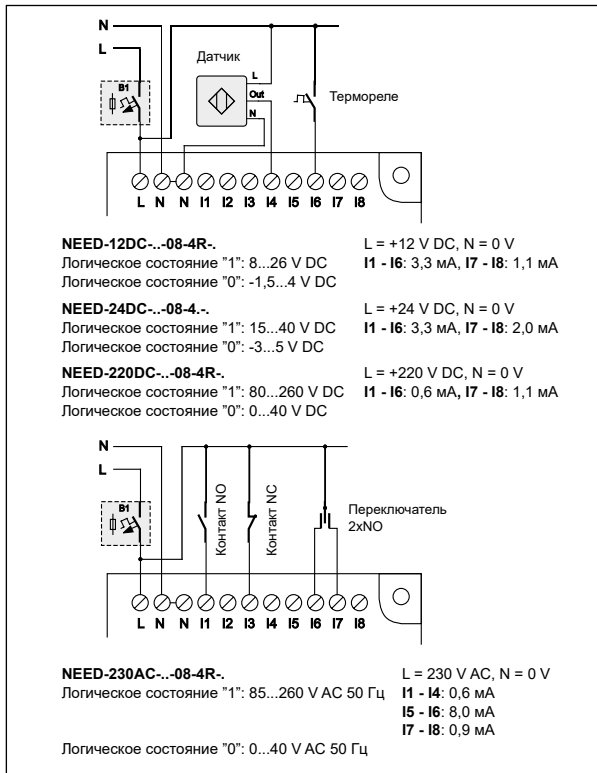 N
L
Датчик
B1
L
Out
N
Термореле
L N N I1 I2 I3 I4 I5 I6 I7 I8
NEED-12DC-..-08-4R-. L = +12 V DC, N = 0 V
Логическое состояние "1": 8...26 V DC I1 - I6: 3,3 мА, I7 - I8: 1,1 мА
Логическое состояние "0": -1,5...4 V DC
NEED-24DC-..-08-4.-. L = +24 V DC, N = 0 V
Логическое состояние "1": 15...40 V DC I1 - I6: 3,3 мА, I7 - I8: 2,0 мА
Логическое состояние "0": -3...5 V DC
NEED-220DC-..-08-4R-. L = +220 V DC, N = 0 V
Логическое состояние "1": 80...260 V DC I1 - I6: 0,6 мА, I7 - I8: 1,1 мА
Логическое состояние "0": 0...40 V DC
N
L
B1
Контакт NO
Контакт NC
Переключатель
2xNO
L N N I1 I2 I3 I4 I5 I6 I7 I8
NEED-230AC-..-08-4R-. L = 230 V AC, N = 0 V
Логическое состояние "1": 85...260 V AC 50 Гц I1 - I4: 0,6 мА
I5 - I6: 8,0 мА
I7 - I8: 0,9 мА
Логическое состояние "0": 0...40 V AC 50 Гц